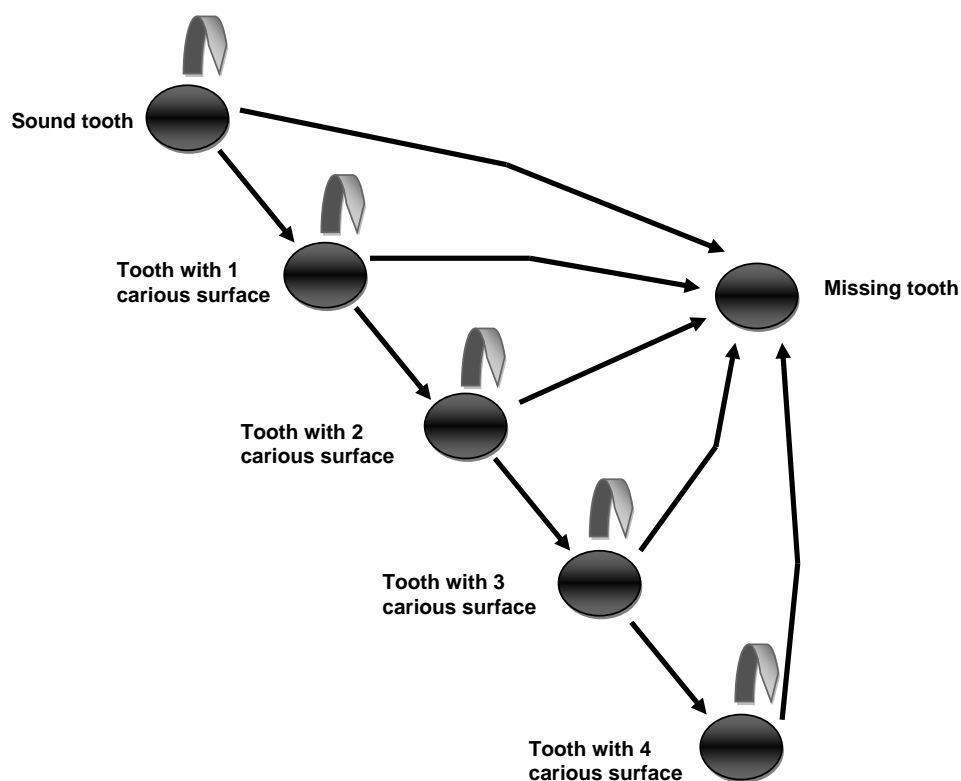 Sound tooth
Tooth with 1
carious surface
Missing tooth
Tooth with 2
carious surface
Tooth with 3
carious surface
Tooth with 4
carious surface